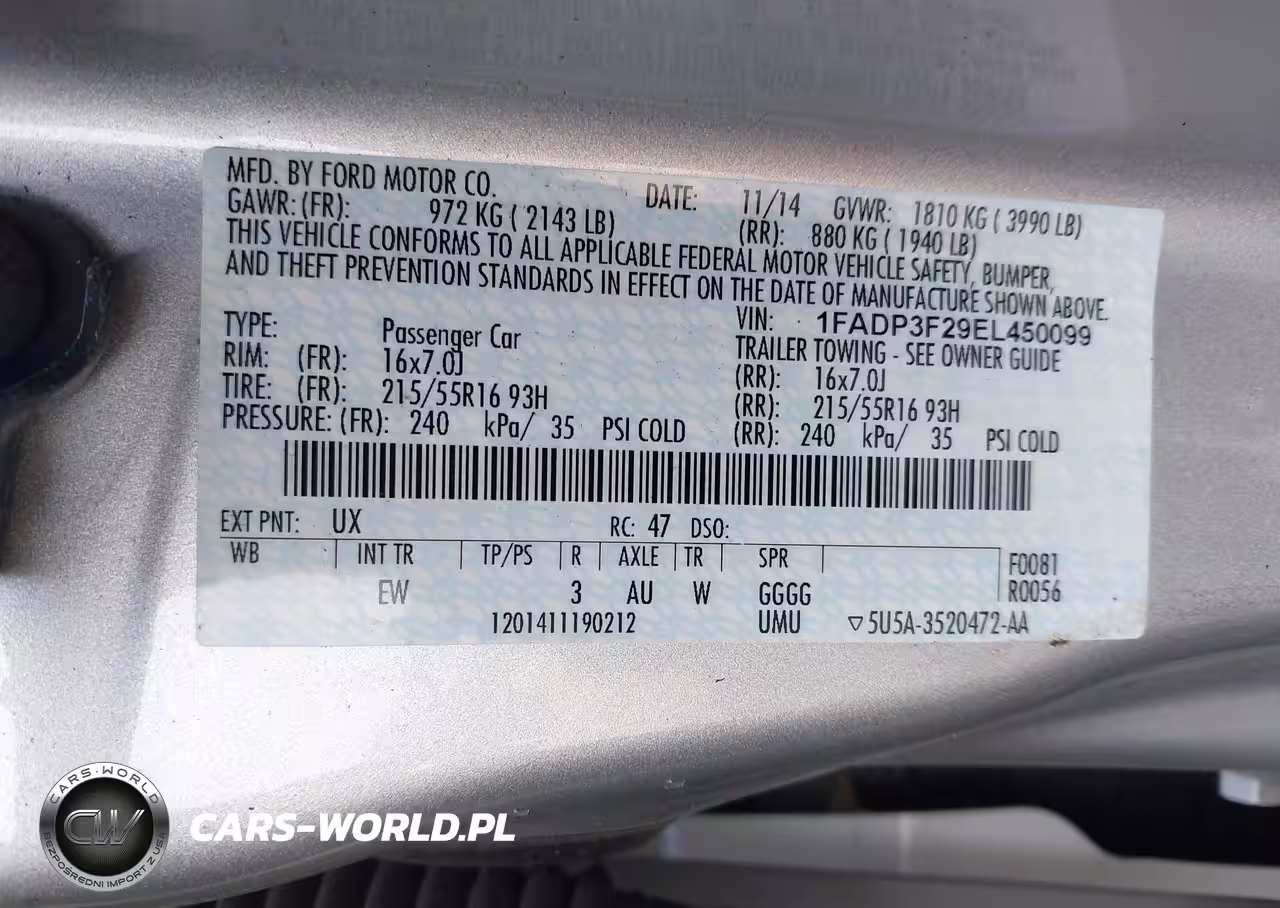 MFD. BY FORD MOTOR CO. DATE: 11/14 GVWR: 1810 KG ( 3990 LB)
GAWR: (FR): 972 KG ( 2143 LB) (RR): 880 KG ( 1940 LB)
THIS VEHICLE CONFORMS TO ALL APPLICABLE FEDERAL MOTOR VEHICLE SAFETY, BUMPER,
AND THEFT PREVENTION STANDARDS IN EFFECT ON THE DATE OF MANUFACTURE SHOWN ABOVE.
VIN: 1FADP3F29EL450099
TYPE: Passenger Car TRAILER TOWING - SEE OWNER GUIDE
RIM: (FR): 16x7.0J (RR): 16x7.0J
TIRE: (FR): 215/55R16 93H (RR): 215/55R16 93H
PRESSURE: (FR): 240 kPa/ 35 PSI COLD (RR): 240 kPa/ 35 PSI COLD
EXT PNT: UX RC: 47 DSO:
WB INT TR TP/PS R AXLE TR SPR F0081
EW 3 AU W GGGG R0056
1201411190212 UMU ▽5U5A-3520472-AA
CARS-WORLD
CW
BEZPOŚREDNI IMPORT Z USA
CARS-WORLD.PL